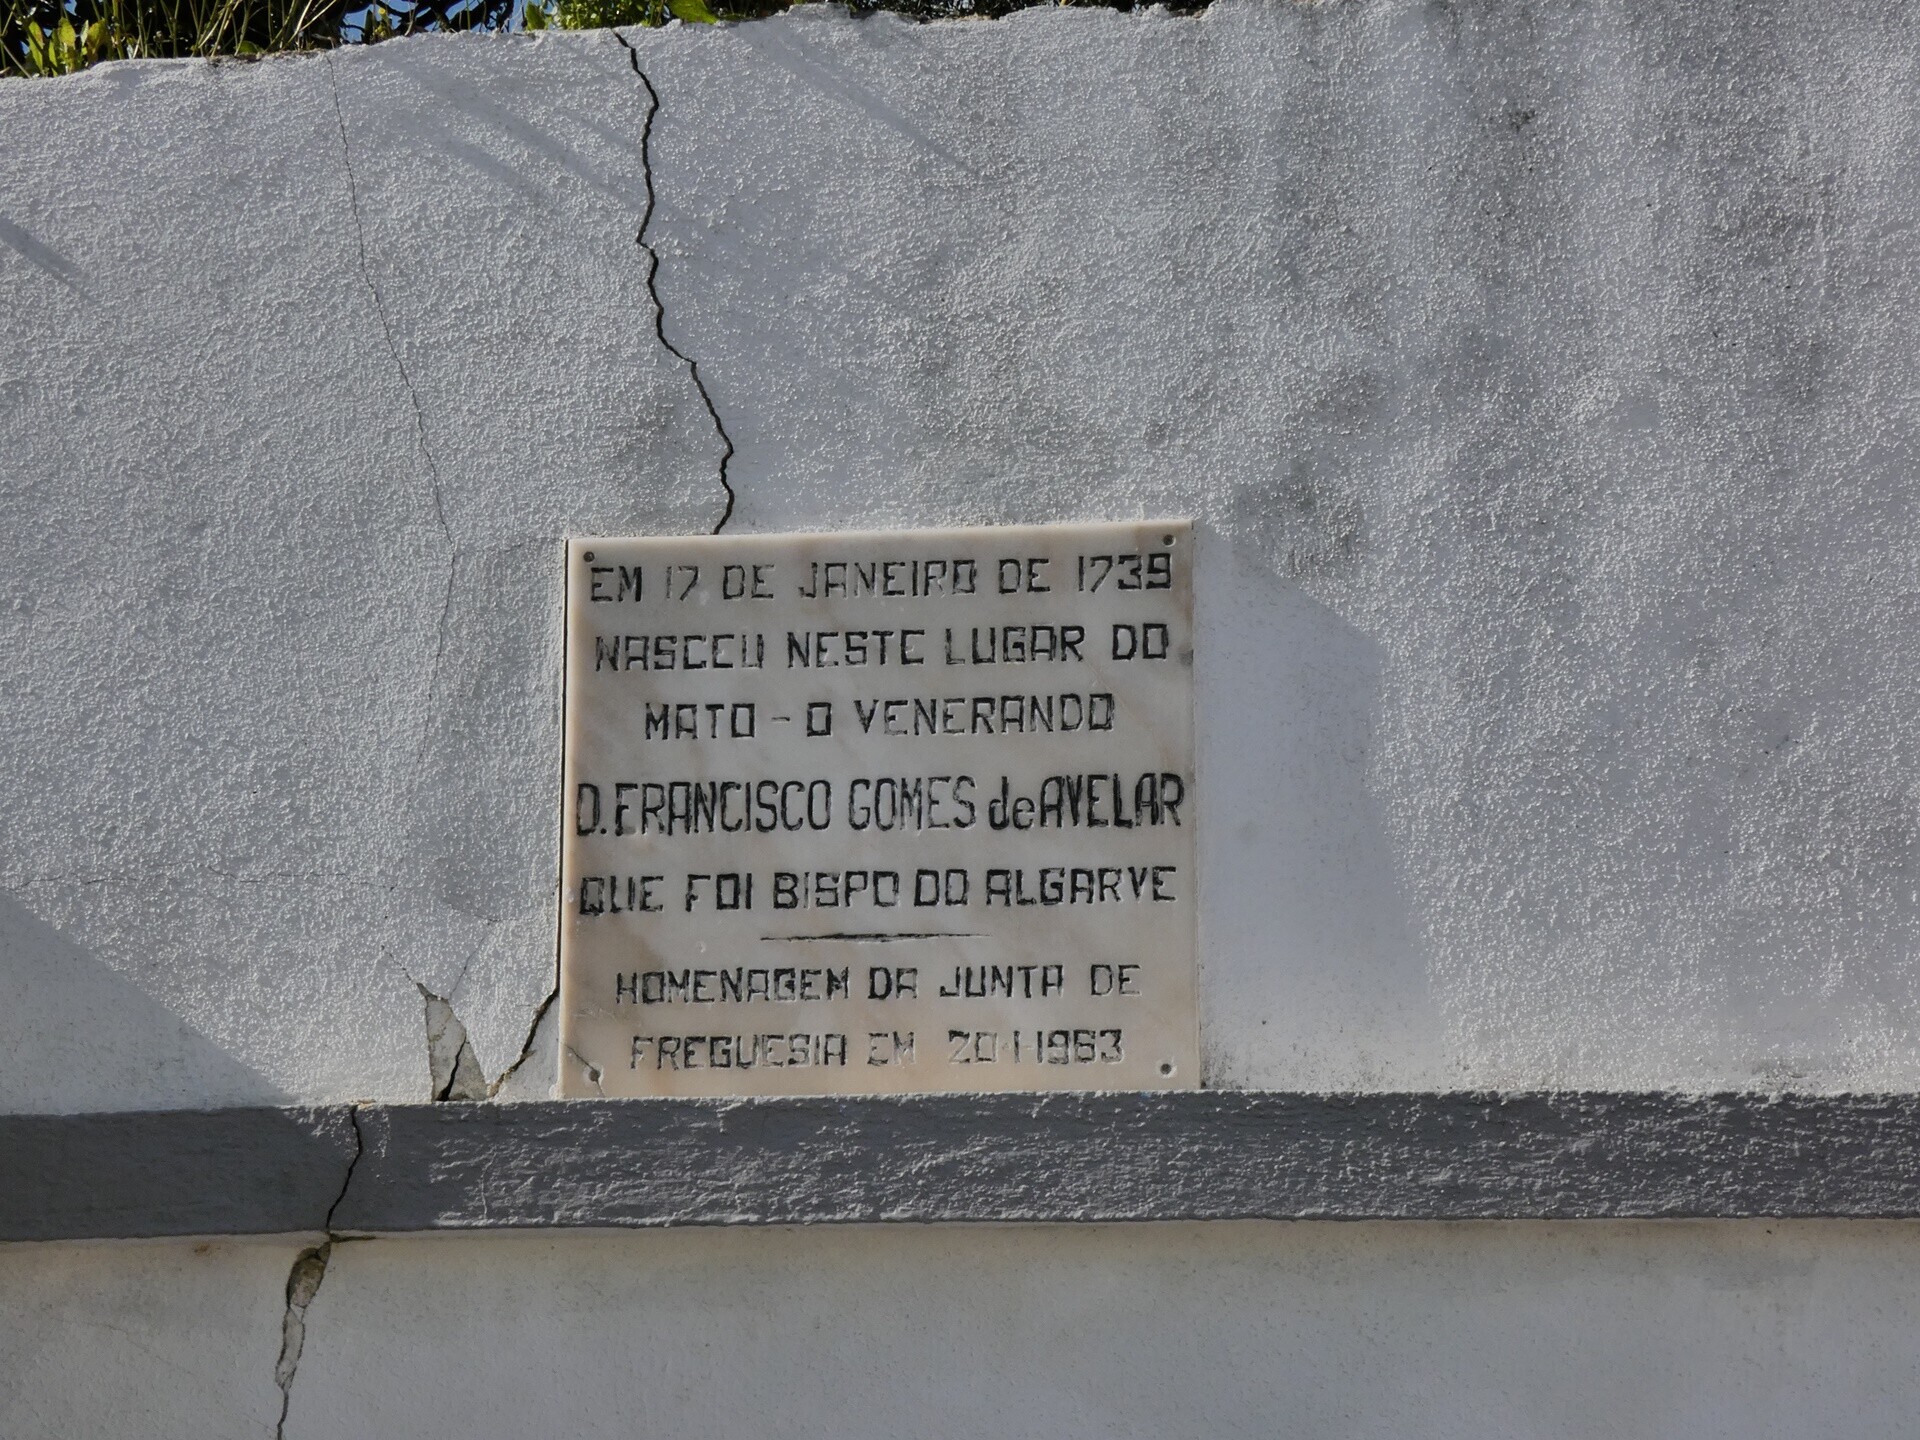 EM 17 DE JANEIRO DE 1739
NASCEU NESTE LUGAR DO
MATO - O VENERANDO
D. FRANCISCO GOMES de AVELAR
QUE FOI BISPO DO ALGARVE
HOMENAGEM DA JUNTA DE
FREGUESIA EM 20-1-1963